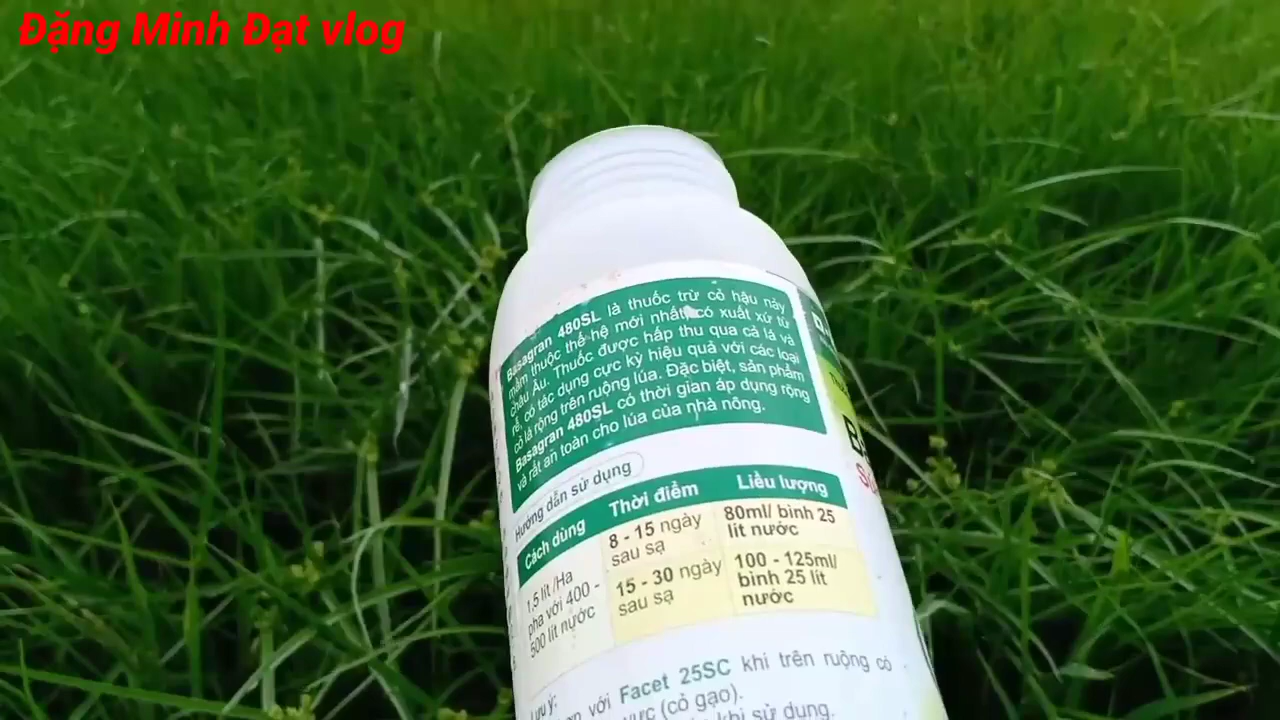 Đặng Minh Đạt vlog
Basagran 480SL là thuốc trừ cỏ hậu nảy
mầm thuộc thế hệ mới nhất, có xuất xứ từ
châu Âu. Thuốc được hấp thu qua cả lá và
rễ, có tác dụng cực kỳ hiệu quả với các loại
cỏ lá rộng trên ruộng lúa. Đặc biệt, sản phẩm
Basagran 480SL có thời gian áp dụng rộng
và rất an toàn cho lúa của nhà nông.
Hướng dẫn sử dụng
Cách dùng Thời điểm Liều lượng
1,5 lít /Ha
pha với 400 -
500 lít nước
8 - 15 ngày
sau sạ
80ml/ bình 25
lít nước
15 - 30 ngày
sau sạ
100 - 125ml/
bình 25 lít
nước
Lưu ý:
với Facet 25SC khi trên ruộng có
vực (cỏ gạo).
khi sử dụng.